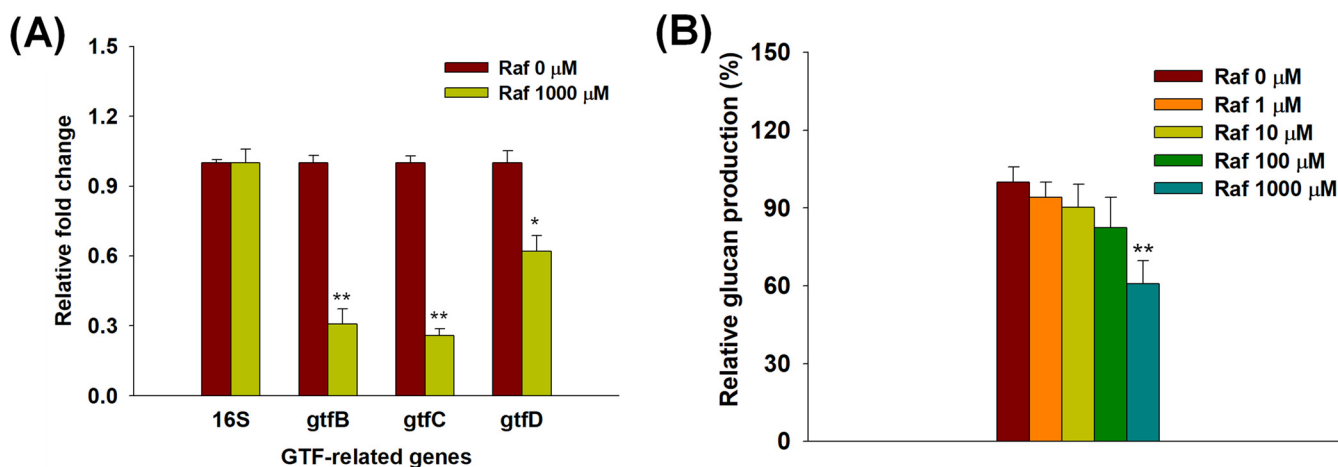 (A)
Relative fold change
1.5
1.2
0.9
0.6
0.3
0.0
Raf 0 μM
Raf 1000 μM
**
**
*
16S gtfB gtfC gtfD
GTF-related genes
(B)
Relative glucan production (%)
150
120
90
60
30
0
Raf 0 μM
Raf 1 μM
Raf 10 μM
Raf 100 μM
Raf 1000 μM
**